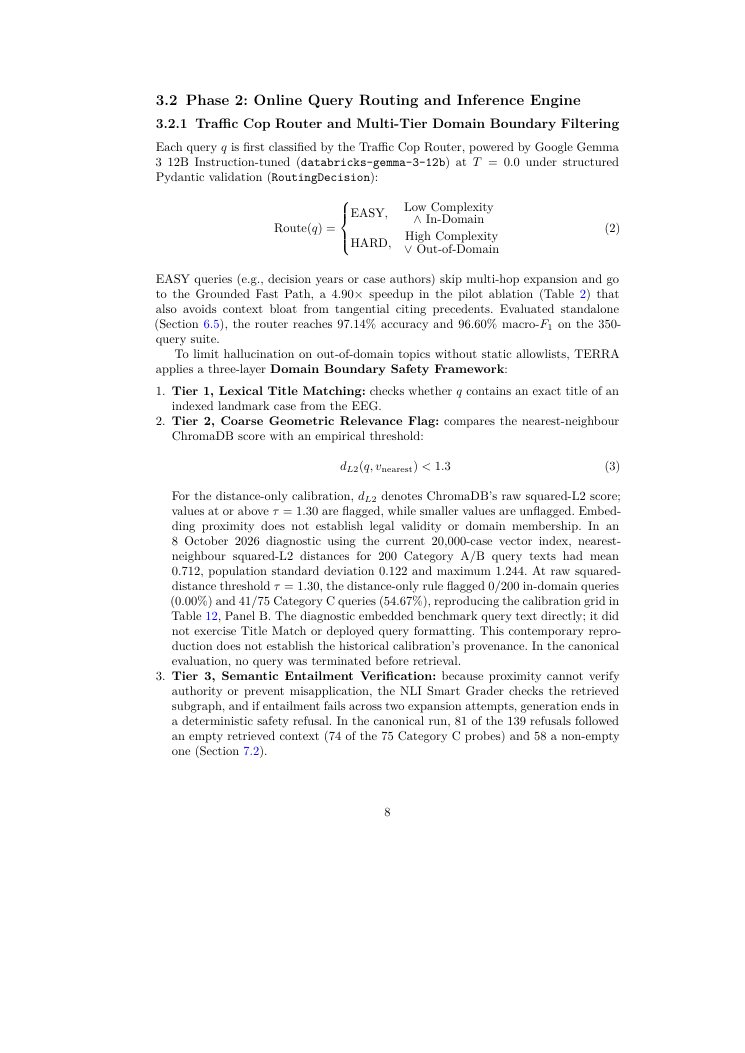 3.2 Phase 2: Online Query Routing and Inference Engine
3.2.1 Traffic Cop Router and Multi-Tier Domain Boundary Filtering
Each query q is first classified by the Traffic Cop Router, powered by Google Gemma
3 12B Instruction-tuned (databricks-gemma-3-12b) at T = 0.0 under structured
Pydantic validation (RoutingDecision):
Route(q) = { EASY, Low Complexity ∧ In-Domain
HARD, High Complexity ∨ Out-of-Domain (2)
EASY queries (e.g., decision years or case authors) skip multi-hop expansion and go
to the Grounded Fast Path, a 4.90× speedup in the pilot ablation (Table 2) that
also avoids context bloat from tangential citing precedents. Evaluated standalone
(Section 6.5), the router reaches 97.14% accuracy and 96.60% macro-F₁ on the 350-
query suite.
To limit hallucination on out-of-domain topics without static allowlists, TERRA
applies a three-layer Domain Boundary Safety Framework:
1. Tier 1, Lexical Title Matching: checks whether q contains an exact title of an
indexed landmark case from the EEG.
2. Tier 2, Coarse Geometric Relevance Flag: compares the nearest-neighbour
ChromaDB score with an empirical threshold:
d_{L2}(q, v_{nearest}) < 1.3 (3)
For the distance-only calibration, d_{L2} denotes ChromaDB's raw squared-L2 score;
values at or above τ = 1.30 are flagged, while smaller values are unflagged. Embed-
ding proximity does not establish legal validity or domain membership. In an
8 October 2026 diagnostic using the current 20,000-case vector index, nearest-
neighbour squared-L2 distances for 200 Category A/B query texts had mean
0.712, population standard deviation 0.122 and maximum 1.244. At raw squared-
distance threshold τ = 1.30, the distance-only rule flagged 0/200 in-domain queries
(0.00%) and 41/75 Category C queries (54.67%), reproducing the calibration grid in
Table 12, Panel B. The diagnostic embedded benchmark query text directly; it did
not exercise Title Match or deployed query formatting. This contemporary repro-
duction does not establish the historical calibration's provenance. In the canonical
evaluation, no query was terminated before retrieval.
3. Tier 3, Semantic Entailment Verification: because proximity cannot verify
authority or prevent misapplication, the NLI Smart Grader checks the retrieved
subgraph, and if entailment fails across two expansion attempts, generation ends in
a deterministic safety refusal. In the canonical run, 81 of the 139 refusals followed
an empty retrieved context (74 of the 75 Category C probes) and 58 a non-empty
one (Section 7.2).
8